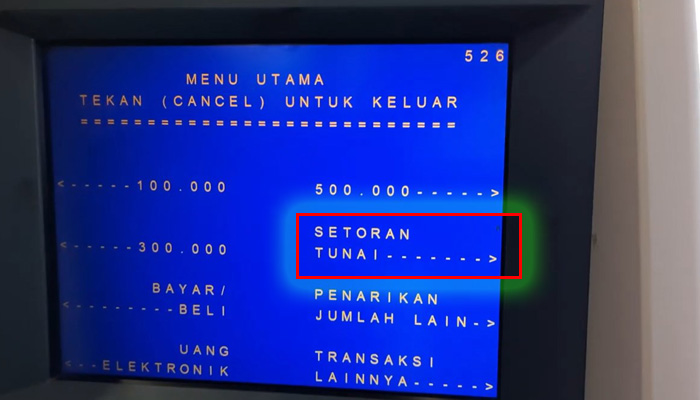 526
MENU UTAMA
TEKAN (CANCEL) UNTUK KELUAR
============================
<------100.000
500.000----->
SETORAN
TUNAI------->
<-----300.000
BAYAR/
<---------BELI
PENARIKAN
JUMLAH LAIN->
UANG
<--ELEKTRONIK
TRANSAKSI
LAINNYA----->